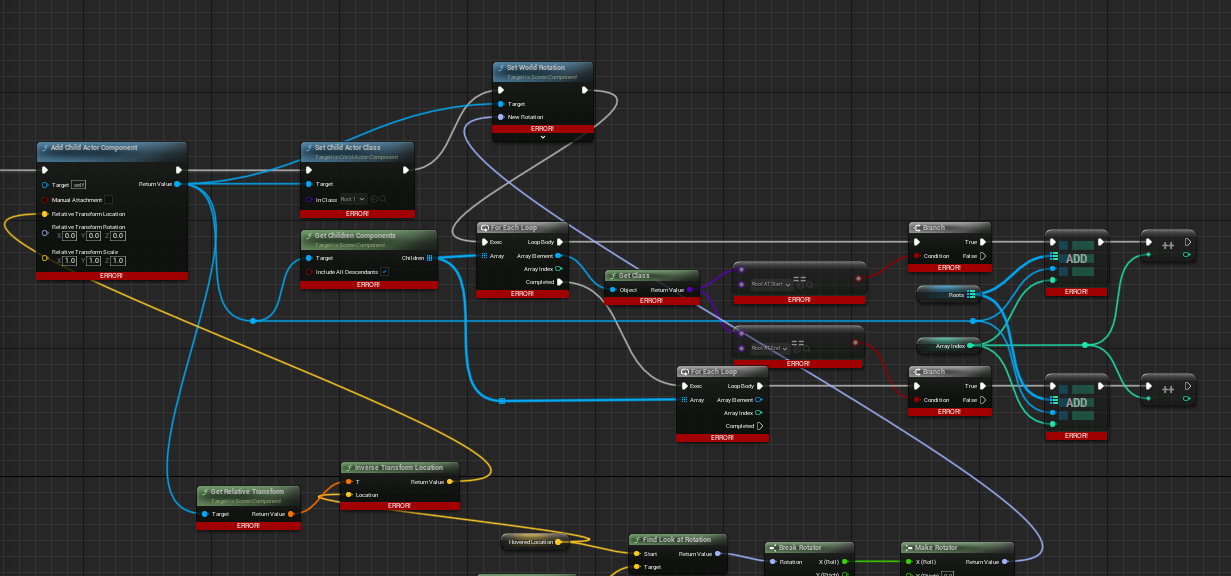 Set World Rotation
Target is Scene Component
Target
New Rotation
ERROR!
Add Child Actor Component
Target self
Return Value
Manual Attachment
Relative Transform Location
Relative Transform Rotation
X 0.0 Y 0.0 Z 0.0
Relative Transform Scale
X 1.0 Y 1.0 Z 1.0
ERROR!
Set Child Actor Class
Target is Child Actor Component
Target
In Class Root 1
ERROR!
Get Children Components
Target is Scene Component
Target Children
Include All Descendants
ERROR!
For Each Loop
Exec Loop Body
Array Array Element
Array Index
Completed
ERROR!
Get Class
Object Return Value
ERROR!
==
Root AT Start
ERROR!
==
ERROR!
Branch
True
Condition False
ERROR!
Roots
Array Index
ADD
ERROR!
++
For Each Loop
Exec Loop Body
Array Array Element
Array Index
Completed
ERROR!
Branch
True
Condition False
ERROR!
ADD
ERROR!
++
Inverse Transform Location
T Return Value
Location
ERROR!
Get Relative Transform
Target is Scene Component
Target Return Value
ERROR!
Hovered Location
Find Look at Rotation
Start Return Value
Target
Break Rotator
Rotation X (Roll)
Y (Pitch)
Make Rotator
X (Roll) Return Value
Y (Pitch) 0.0